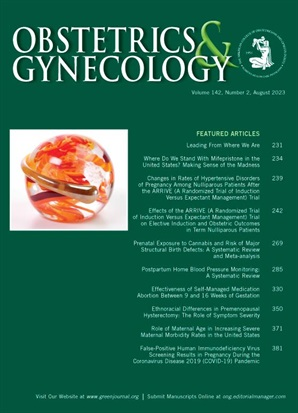 OBSTETRICS&
GYNECOLOGY
Volume 142, Number 2, August 2023
FEATURED ARTICLES
Leading From Where We Are 231
Where Do We Stand With Mifepristone in the 234
United States? Making Sense of the Madness
Changes in Rates of Hypertensive Disorders 239
of Pregnancy Among Nulliparous Patients After
the ARRIVE (A Randomized Trial of Induction
Versus Expectant Management) Trial
Effects of the ARRIVE (A Randomized Trial 242
of Induction Versus Expectant Management) Trial
on Elective Induction and Obstetric Outcomes
in Term Nulliparous Patients
Prenatal Exposure to Cannabis and Risk of Major 269
Structural Birth Defects: A Systematic Review
and Meta-analysis
Postpartum Home Blood Pressure Monitoring: 285
A Systematic Review
Effectiveness of Self-Managed Medication 330
Abortion Between 9 and 16 Weeks of Gestation
Ethnoracial Differences in Premenopausal 350
Hysterectomy: The Role of Symptom Severity
Role of Maternal Age in Increasing Severe 371
Maternal Morbidity Rates in the United States
False-Positive Human Immunodeficiency Virus 381
Screening Results in Pregnancy During the
Coronavirus Disease 2019 (COVID-19) Pandemic
Visit Our Website at www.greenjournal.org | Submit Manuscripts Online at ong.editorialmanager.com